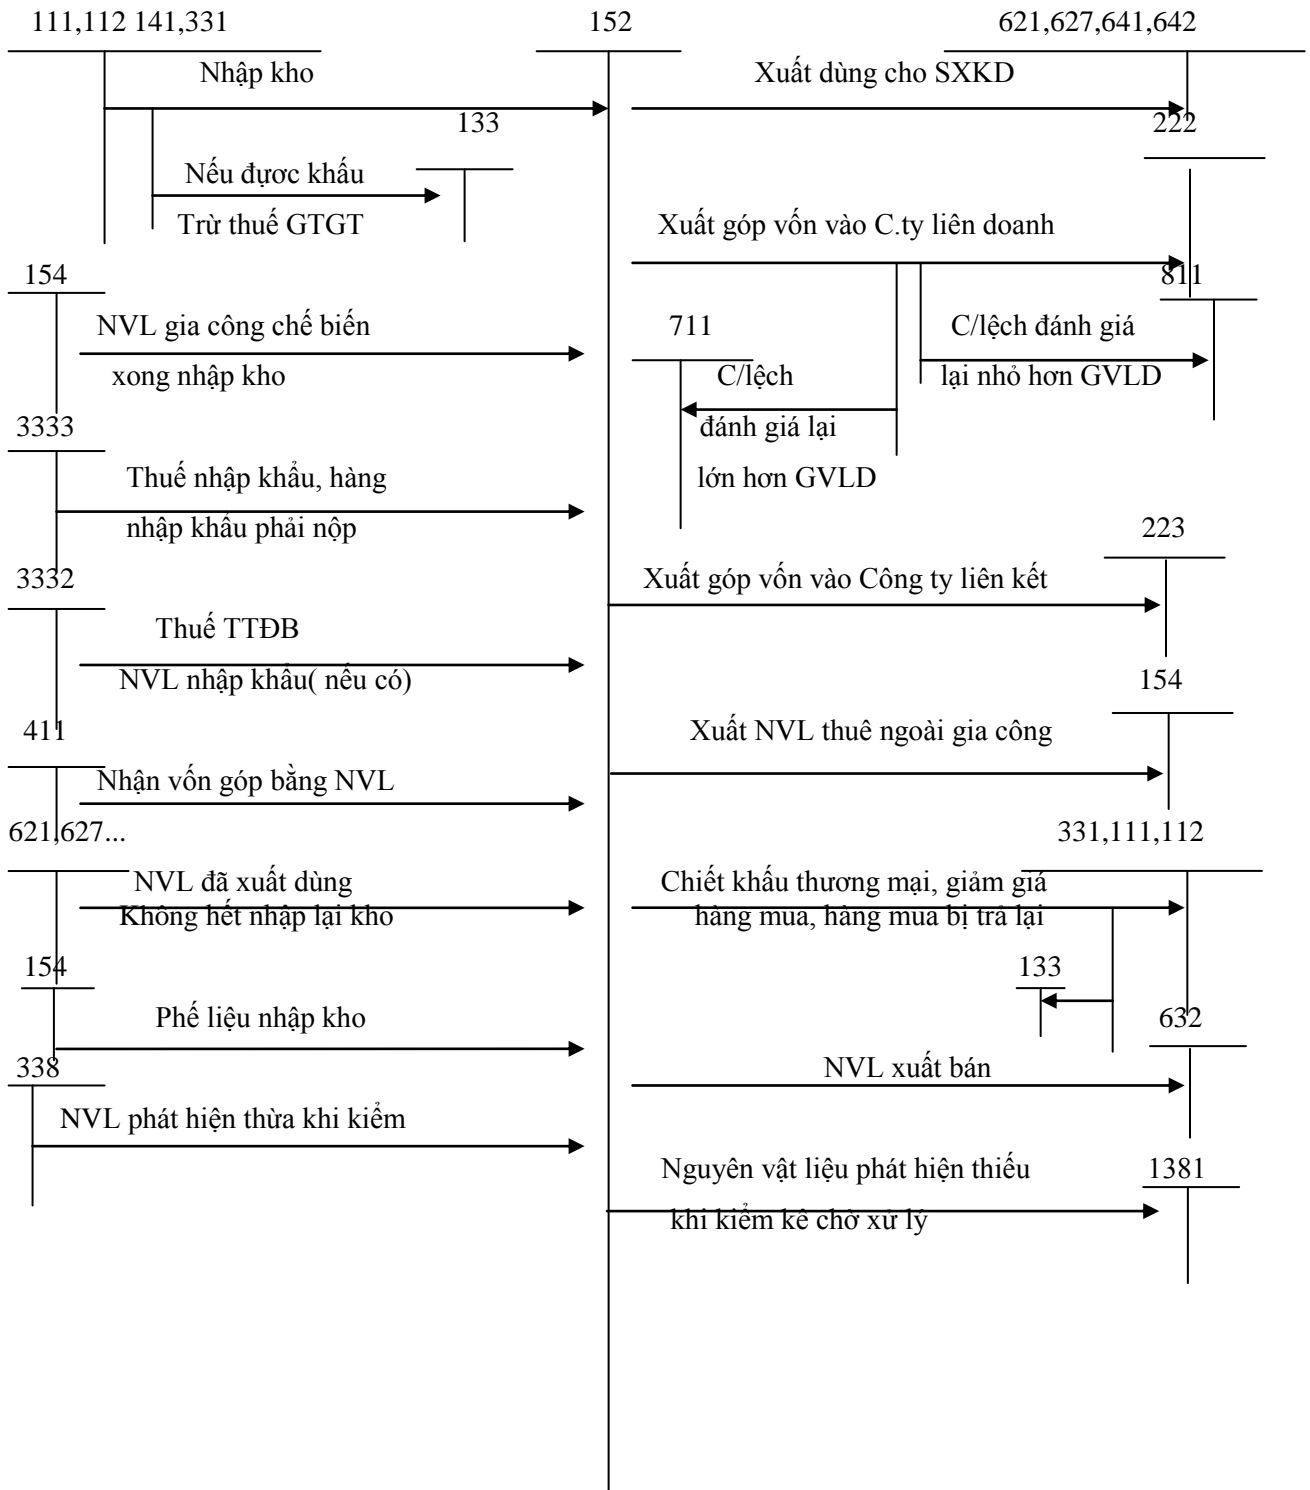 111,112 141,331
152
621,627,641,642
Nhập kho
Xuất dùng cho SXKD
133
222
Nếu đựơc khấu
Trừ thuế GTGT
Xuất góp vốn vào C.ty liên doanh
154
811
NVL gia công chế biến
xong nhập kho
711
C/lệch đánh giá
lại nhỏ hơn GVLD
C/lệch
đánh giá lại
lớn hơn GVLD
3333
Thuế nhập khẩu, hàng
nhập khẩu phải nộp
223
3332
Xuất góp vốn vào Công ty liên kết
Thuế TTĐB
NVL nhập khẩu( nếu có)
154
411
Xuất NVL thuê ngoài gia công
Nhận vốn góp bằng NVL
621,627...
331,111,112
NVL đã xuất dùng
Không hết nhập lại kho
Chiết khấu thương mại, giảm giá
hàng mua, hàng mua bị trả lại
154
133
Phế liệu nhập kho
632
338
NVL xuất bán
NVL phát hiện thừa khi kiểm
Nguyên vật liệu phát hiện thiếu
khi kiểm kê chờ xử lý
1381